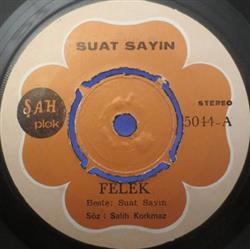 SUAT SAYIN
ŞAH
plak
STEREO
5044-A
FELEK
Beste: Suat Sayın
Söz: Salih Korkmaz